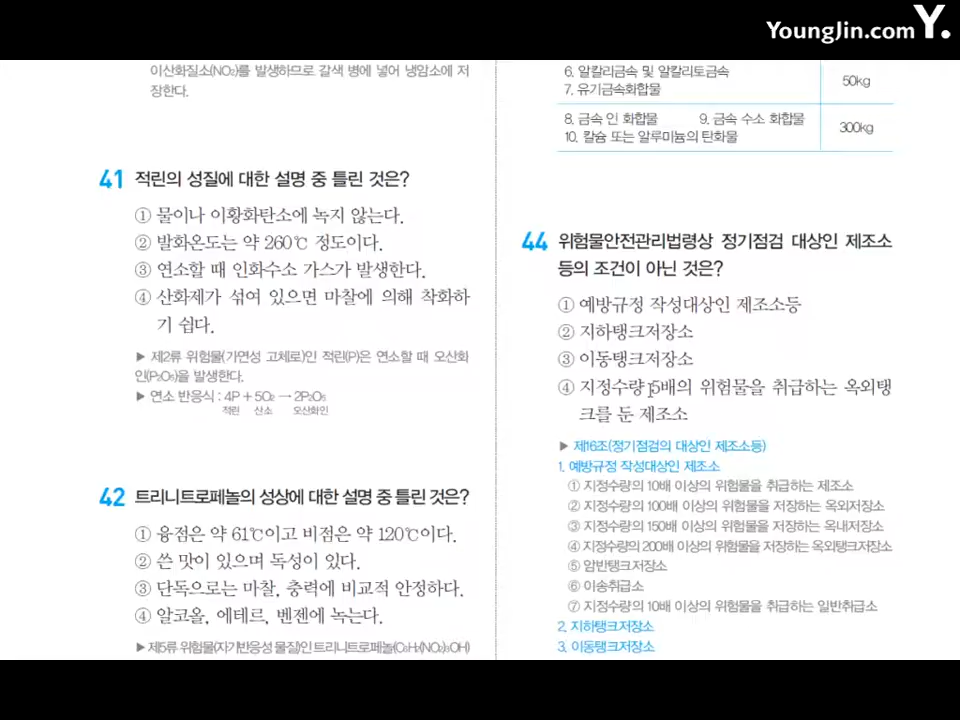 YoungJin.com Y.
이산화질소(NO₂)를 발생하므로 갈색 병에 넣어 냉암소에 저
장한다.
41 적린의 성질에 대한 설명 중 틀린 것은?
① 물이나 이황화탄소에 녹지 않는다.
② 발화온도는 약 260℃ 정도이다.
③ 연소할 때 인화수소 가스가 발생한다.
④ 산화제가 섞여 있으면 마찰에 의해 착화하
기 쉽다.
▶ 제2류 위험물(가연성 고체로)인 적린(P)은 연소할 때 오산화
인(P₂O₅)을 발생한다.
▶ 연소 반응식 : 4P + 5O₂ → 2P₂O₅
적린 산소 오산화인
42 트리니트로페놀의 성상에 대한 설명 중 틀린 것은?
① 융점은 약 61℃이고 비점은 약 120℃이다.
② 쓴 맛이 있으며 독성이 있다.
③ 단독으로는 마찰, 충력에 비교적 안정하다.
④ 알코올, 에테르, 벤젠에 녹는다.
▶ 제5류 위험물(자기반응성 물질)인 트리니트로페놀(C₆H₂(NO₂)₃OH)
6. 알칼리금속 및 알칼리토금속
7. 유기금속화합물
50kg
8. 금속 인 화합물 9. 금속 수소 화합물
10. 칼슘 또는 알루미늄의 탄화물
300kg
44 위험물안전관리법령상 정기점검 대상인 제조소
등의 조건이 아닌 것은?
① 예방규정 작성대상인 제조소등
② 지하탱크저장소
③ 이동탱크저장소
④ 지정수량 15배의 위험물을 취급하는 옥외탱
크를 둔 제조소
▶ 제16조(정기점검의 대상인 제조소등)
1. 예방규정 작성대상인 제조소
① 지정수량의 10배 이상의 위험물을 취급하는 제조소
② 지정수량의 100배 이상의 위험물을 저장하는 옥외저장소
③ 지정수량의 150배 이상의 위험물을 저장하는 옥내저장소
④ 지정수량의 200배 이상의 위험물을 저장하는 옥외탱크저장소
⑤ 암반탱크저장소
⑥ 이송취급소
⑦ 지정수량의 10배 이상의 위험물을 취급하는 일반취급소
2. 지하탱크저장소
3. 이동탱크저장소